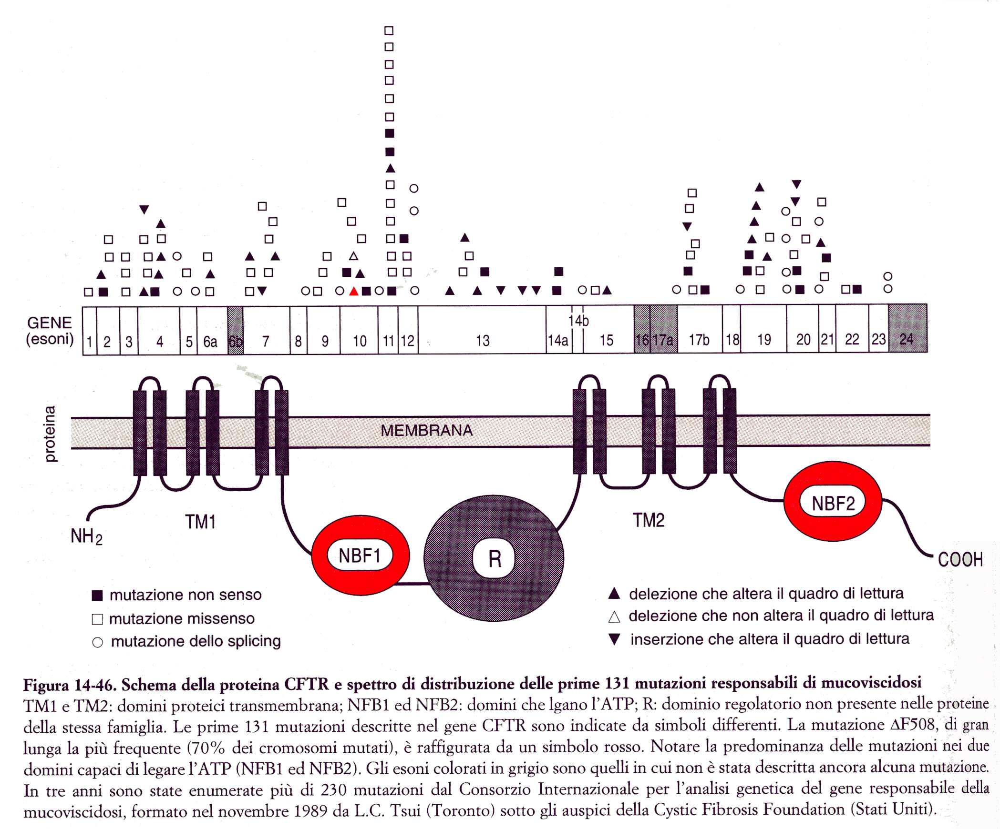 GENE
(esoni)
1 2 3 4 5 6a 6b 7 8 9 10 11 12 13 14a 14b 15 16 17a 17b 18 19 20 21 22 23 24
proteina
MEMBRANA
TM1
TM2
NH2
NBF1
R
NBF2
COOH
mutazione non senso
mutazione missenso
mutazione dello splicing
delezione che altera il quadro di lettura
delezione che non altera il quadro di lettura
inserzione che altera il quadro di lettura
Figura 14-46. Schema della proteina CFTR e spettro di distribuzione delle prime 131 mutazioni responsabili di mucoviscidosi
TM1 e TM2: domini proteici transmembrana; NFB1 ed NFB2: domini che lgano l'ATP; R: dominio regolatorio non presente nelle proteine
della stessa famiglia. Le prime 131 mutazioni descritte nel gene CFTR sono indicate da simboli differenti. La mutazione ΔF508, di gran
lunga la più frequente (70% dei cromosomi mutati), è raffigurata da un simbolo rosso. Notare la predominanza delle mutazioni nei due
domini capaci di legare l'ATP (NFB1 ed NFB2). Gli esoni colorati in grigio sono quelli in cui non è stata descritta ancora alcuna mutazione.
In tre anni sono state enumerate più di 230 mutazioni dal Consorzio Internazionale per l'analisi genetica del gene responsabile della
mucoviscidosi, formato nel novembre 1989 da L.C. Tsui (Toronto) sotto gli auspici della Cystic Fibrosis Foundation (Stati Uniti).